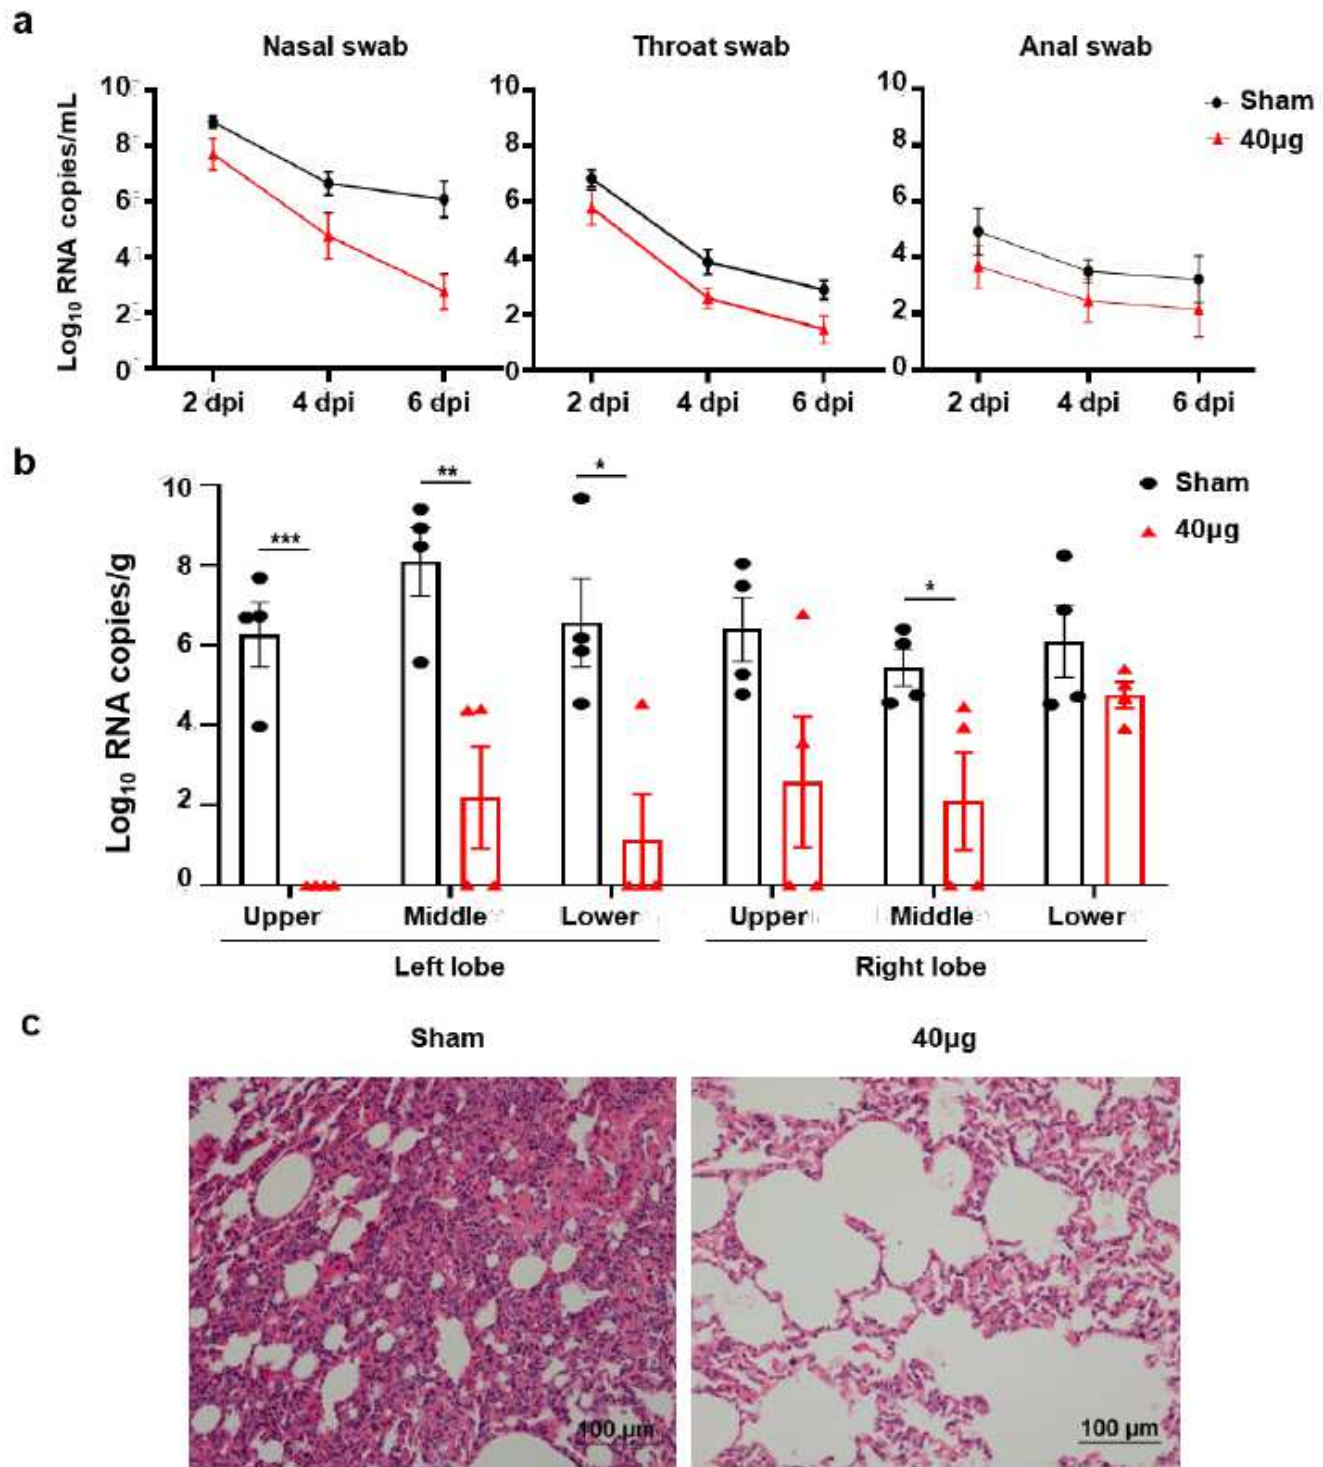 a
Nasal swab
Throat swab
Anal swab
Log₁₀ RNA copies/mL
10
8
6
4
2
0
2 dpi 4 dpi 6 dpi
10
8
6
4
2
0
2 dpi 4 dpi 6 dpi
10
8
6
4
2
0
2 dpi 4 dpi 6 dpi
Sham
40µg
b
Log₁₀ RNA copies/g
10
8
6
4
2
0
***
**
*
*
Sham
40µg
Upper Middle Lower Upper Middle Lower
Left lobe Right lobe
c
Sham 40µg
100 µm 100 µm